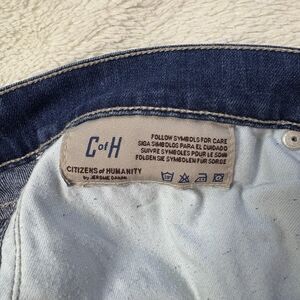 C of H
CITIZENS of HUMANITY
by JEROME DAHAN
FOLLOW SYMBOLS FOR CARE
SIGA SIMBOLOS PARA EL CUIDADO
SUIVRE SYMBOLES POUR LE SOIN
FOLGEN SIE SYMBOLEN FUR SORGE